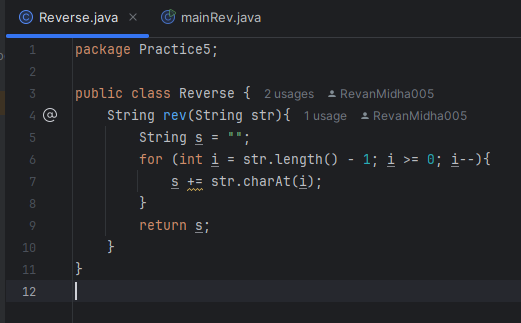 Reverse.java × mainRev.java
1 package Practice5;
2
3 public class Reverse { 2 usages RevanMidha005
4 @ String rev(String str){ 1 usage RevanMidha005
5 String s = "";
6 for (int i = str.length() - 1; i >= 0; i--){
7 s += str.charAt(i);
8 }
9 return s;
10 }
11 }
12